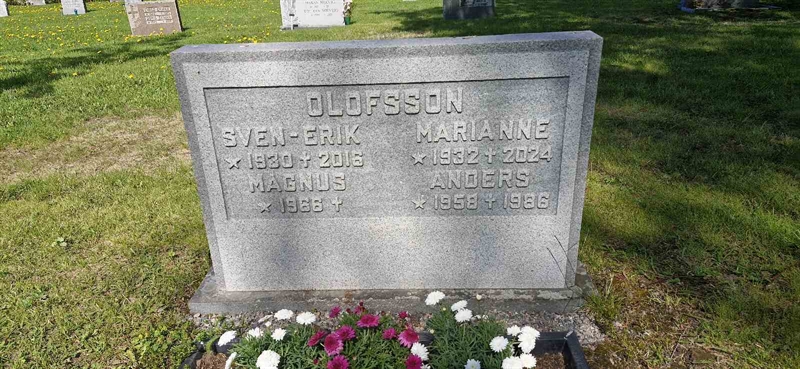 OLOFSSON
SVEN-ERIK MARIANNE
★ 1930 † 2016 ★ 1932 † 2024
MAGNUS ANDERS
★ 1966 † ★ 1958 † 1986